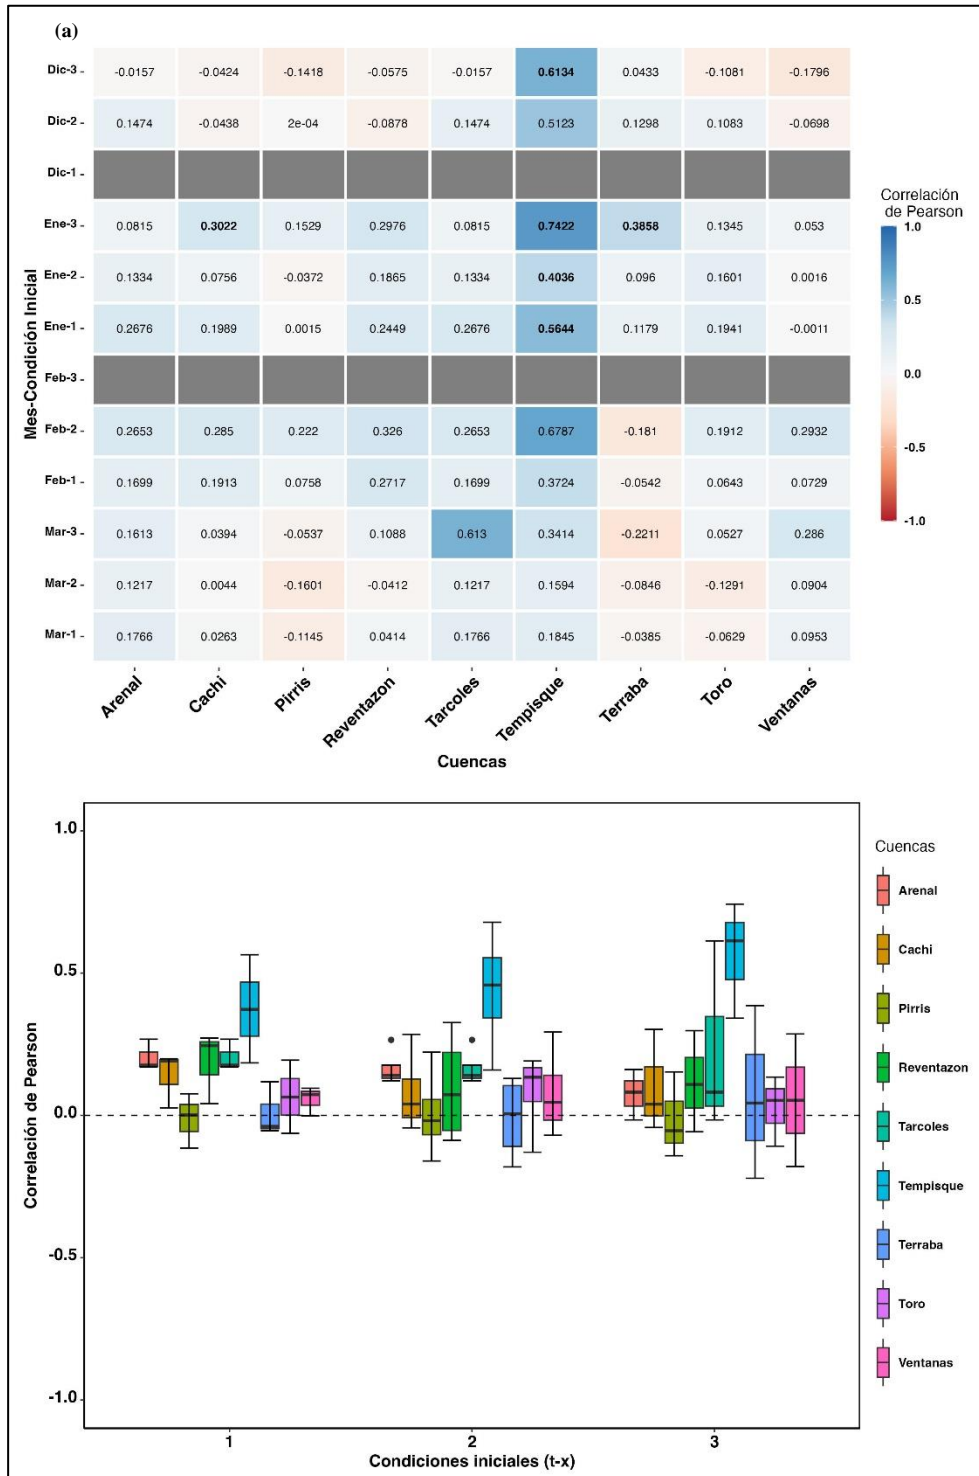 (a)
Mes-Condición Inicial
Dic-3 -0.0157 -0.0424 -0.1418 -0.0575 -0.0157 0.6134 0.0433 -0.1081 -0.1796
Dic-2 0.1474 -0.0438 2e-04 -0.0878 0.1474 0.5123 0.1298 0.1083 -0.0698
Dic-1
Ene-3 0.0815 0.3022 0.1529 0.2976 0.0815 0.7422 0.3858 0.1345 0.053
Ene-2 0.1334 0.0756 -0.0372 0.1865 0.1334 0.4036 0.096 0.1601 0.0016
Ene-1 0.2676 0.1989 0.0015 0.2449 0.2676 0.5644 0.1179 0.1941 -0.0011
Feb-3
Feb-2 0.2653 0.285 0.222 0.326 0.2653 0.6787 -0.181 0.1912 0.2932
Feb-1 0.1699 0.1913 0.0758 0.2717 0.1699 0.3724 -0.0542 0.0643 0.0729
Mar-3 0.1613 0.0394 -0.0537 0.1088 0.613 0.3414 -0.2211 0.0527 0.286
Mar-2 0.1217 0.0044 -0.1601 -0.0412 0.1217 0.1594 -0.0846 -0.1291 0.0904
Mar-1 0.1766 0.0263 -0.1145 0.0414 0.1766 0.1845 -0.0385 -0.0629 0.0953
Arenal Cachi Pirris Reventazon Tarcoles Tempisque Terraba Toro Ventanas
Cuencas
Correlación
de Pearson
1.0
0.5
0.0
-0.5
-1.0
Correlacion de Pearson
1.0
0.5
0.0
-0.5
-1.0
1 2 3
Condiciones iniciales (t-x)
Cuencas
Arenal
Cachi
Pirris
Reventazon
Tarcoles
Tempisque
Terraba
Toro
Ventanas